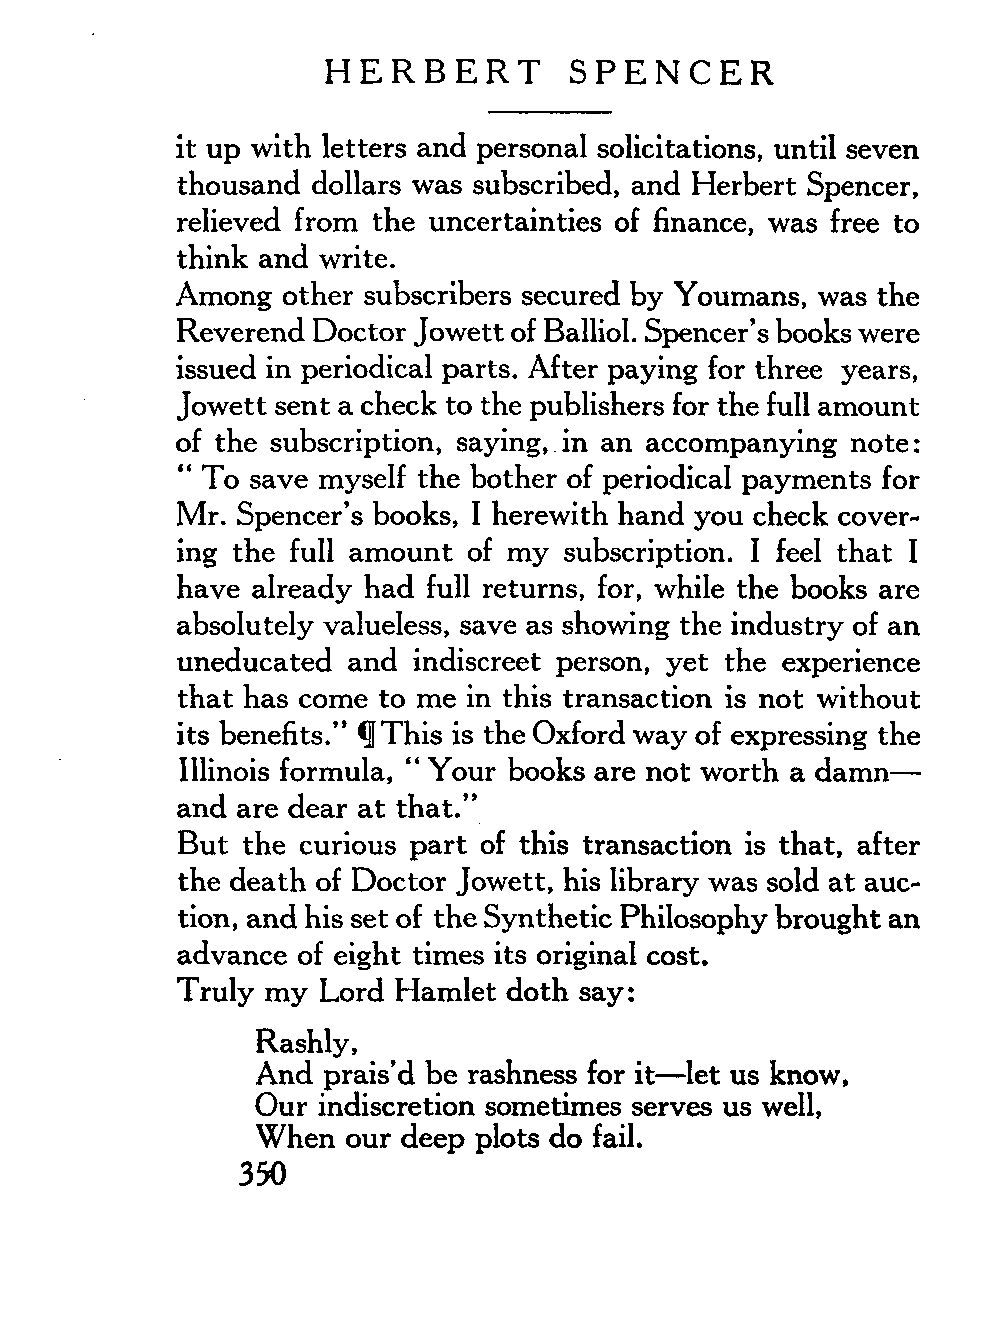 HERBERT SPENCER
it up with letters and personal solicitations, until seven
thousand dollars was subscribed, and Herbert Spencer,
relieved from the uncertainties of finance, was free to
think and write.
Among other subscribers secured by Youmans, was the
Reverend Doctor Jowett of Balliol. Spencer's books were
issued in periodical parts. After paying for three years,
Jowett sent a check to the publishers for the full amount
of the subscription, saying, in an accompanying note:
" To save myself the bother of periodical payments for
Mr. Spencer's books, I herewith hand you check cover-
ing the full amount of my subscription. I feel that I
have already had full returns, for, while the books are
absolutely valueless, save as showing the industry of an
uneducated and indiscreet person, yet the experience
that has come to me in this transaction is not without
its benefits." ¶ This is the Oxford way of expressing the
Illinois formula, " Your books are not worth a damn—
and are dear at that."
But the curious part of this transaction is that, after
the death of Doctor Jowett, his library was sold at auc-
tion, and his set of the Synthetic Philosophy brought an
advance of eight times its original cost.
Truly my Lord Hamlet doth say:
Rashly,
And prais'd be rashness for it—let us know,
Our indiscretion sometimes serves us well,
When our deep plots do fail.
350